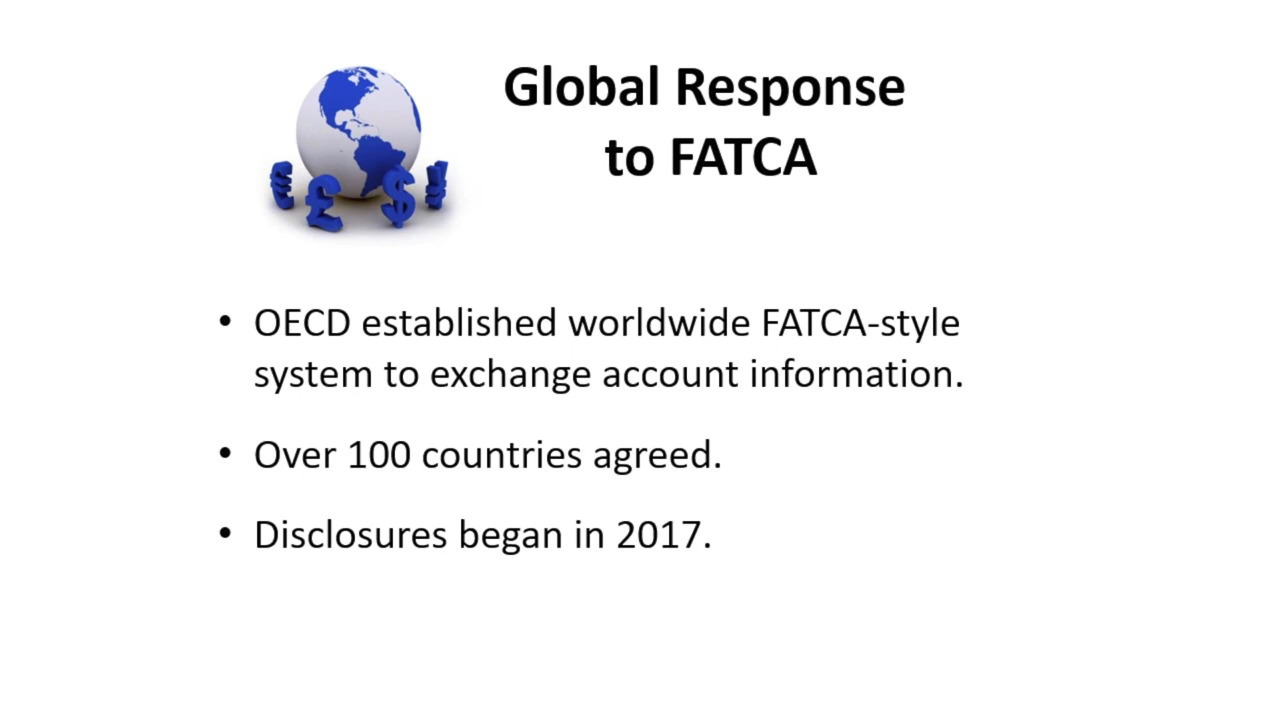 Global Response
to FATCA
• OECD established worldwide FATCA-style
system to exchange account information.
• Over 100 countries agreed.
• Disclosures began in 2017.